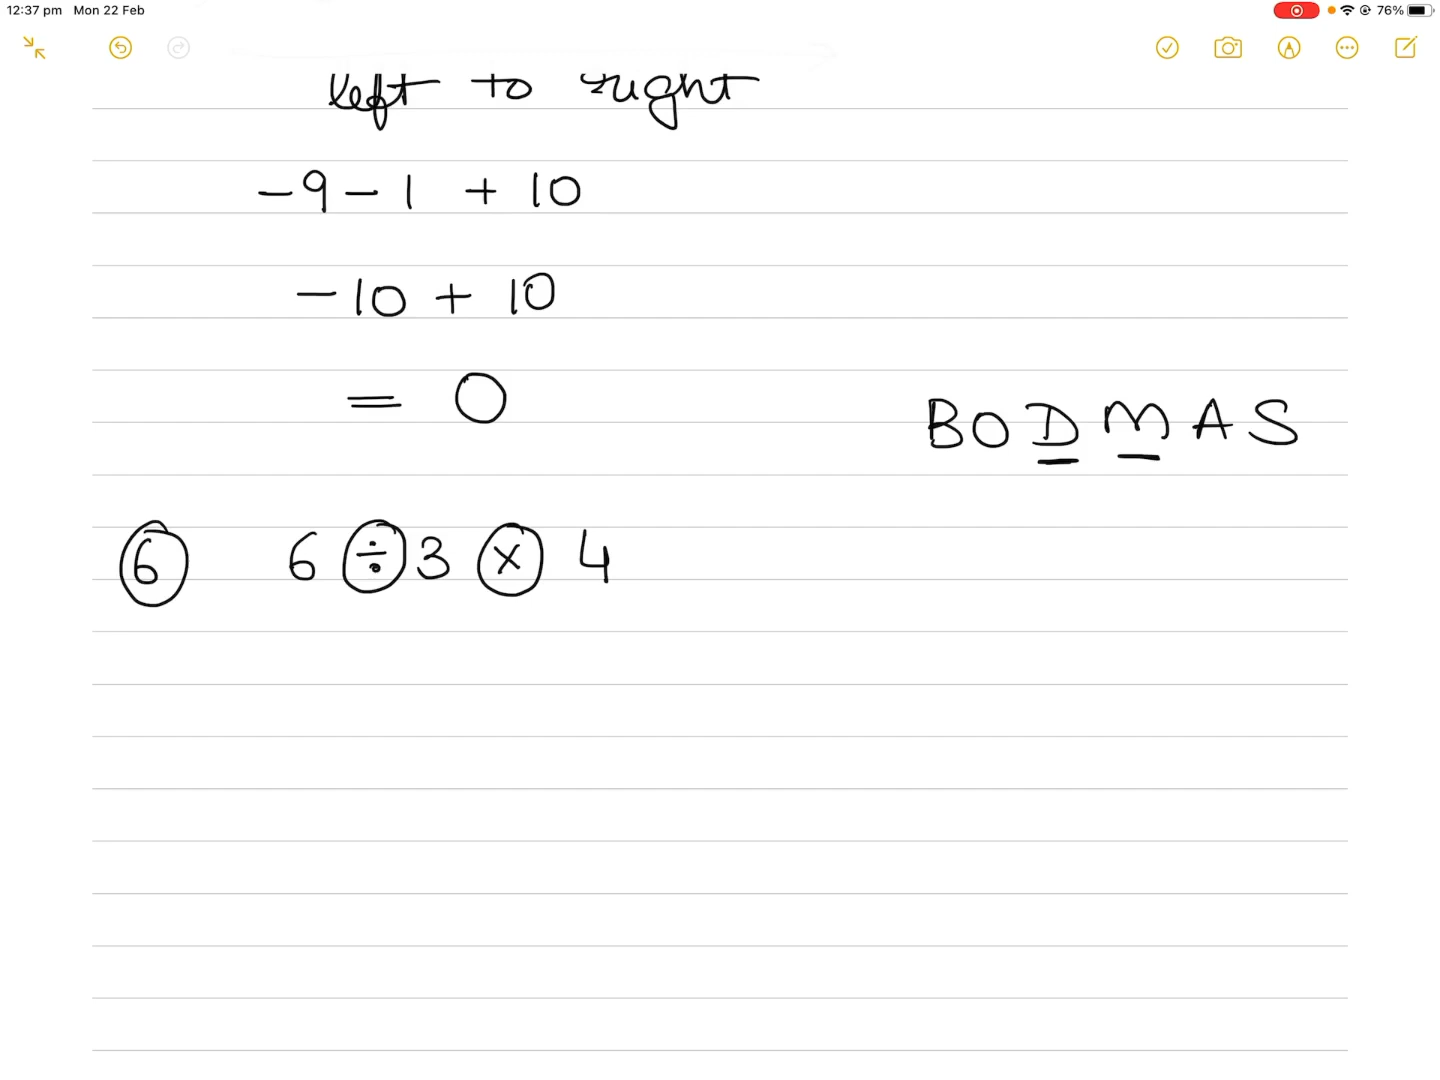 12:37 pm Mon 22 Feb 76%
left to right
-9 - 1 + 10
-10 + 10
= 0
BODMAS
6 6 ÷ 3 × 4